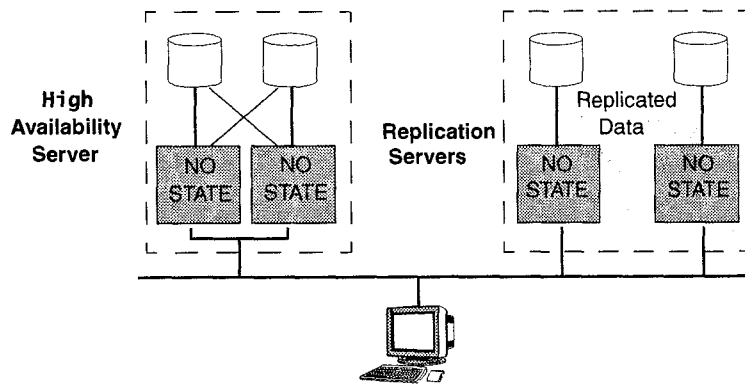 High
Availability
Server
NO
STATE
NO
STATE
Replication
Servers
Replicated
Data
NO
STATE
NO
STATE